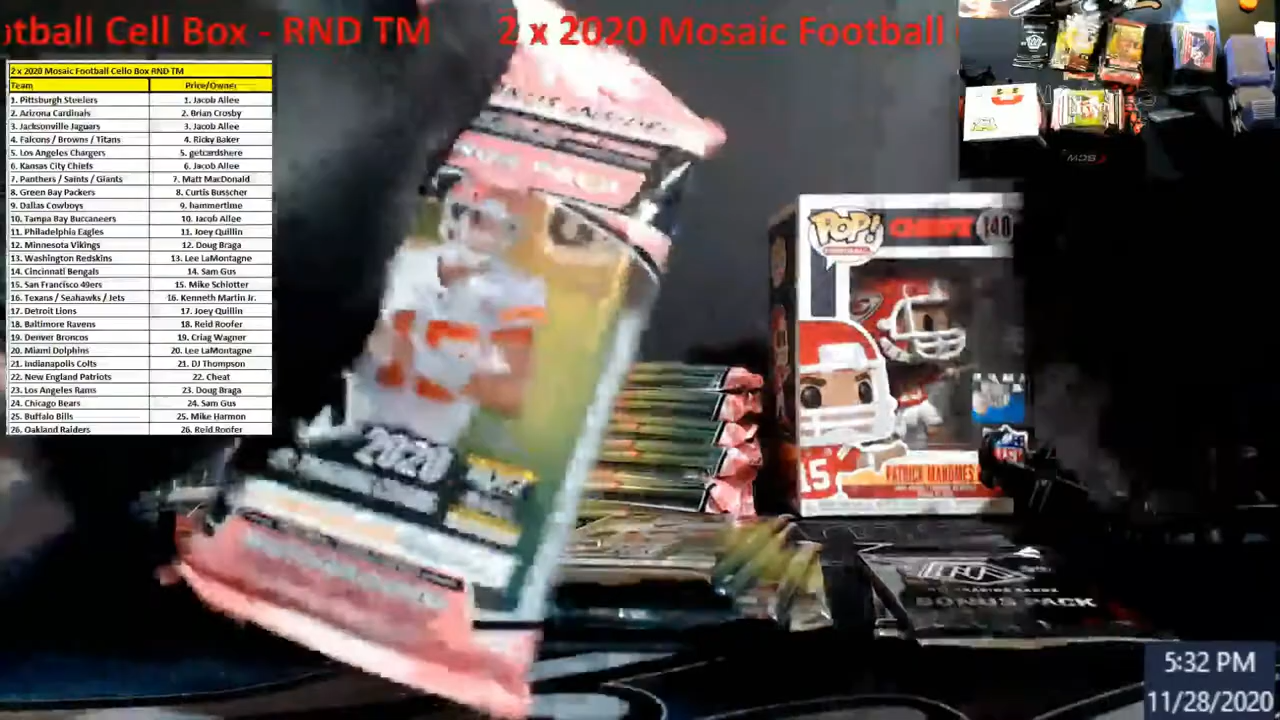 otball Cell Box - RND TM 2 x 2020 Mosaic Football
2 x 2020 Mosaic Football Cello Box RND TM
Team Price/Owner
1. Pittsburgh Steelers 1. Jacob Allee
2. Arizona Cardinals 2. Brian Crosby
3. Jacksonville Jaguars 3. Jacob Allee
4. Falcons / Browns / Titans 4. Ricky Baker
5. Los Angeles Chargers 5. getcardshere
6. Kansas City Chiefs 6. Jacob Allee
7. Panthers / Saints / Giants 7. Matt MacDonald
8. Green Bay Packers 8. Curtis Busscher
9. Dallas Cowboys 9. hammertime
10. Tampa Bay Buccaneers 10. Jacob Allee
11. Philadelphia Eagles 11. Joey Quillin
12. Minnesota Vikings 12. Doug Braga
13. Washington Redskins 13. Lee LaMontagne
14. Cincinnati Bengals 14. Sam Gus
15. San Francisco 49ers 15. Mike Schlotter
16. Texans / Seahawks / Jets 16. Kenneth Martin Jr.
17. Detroit Lions 17. Joey Quillin
18. Baltimore Ravens 18. Reid Roofer
19. Denver Broncos 19. Criag Wagner
20. Miami Dolphins 20. Lee LaMontagne
21. Indianapolis Colts 21. DJ Thompson
22. New England Patriots 22. Cheat
23. Los Angeles Rams 23. Doug Braga
24. Chicago Bears 24. Sam Gus
25. Buffalo Bills 25. Mike Harmon
26. Oakland Raiders 26. Reid Roofer
POP!
CHIEFS 140
15
PATRICK MAHOMES
2020
BONUS PACK
5:32 PM
11/28/2020